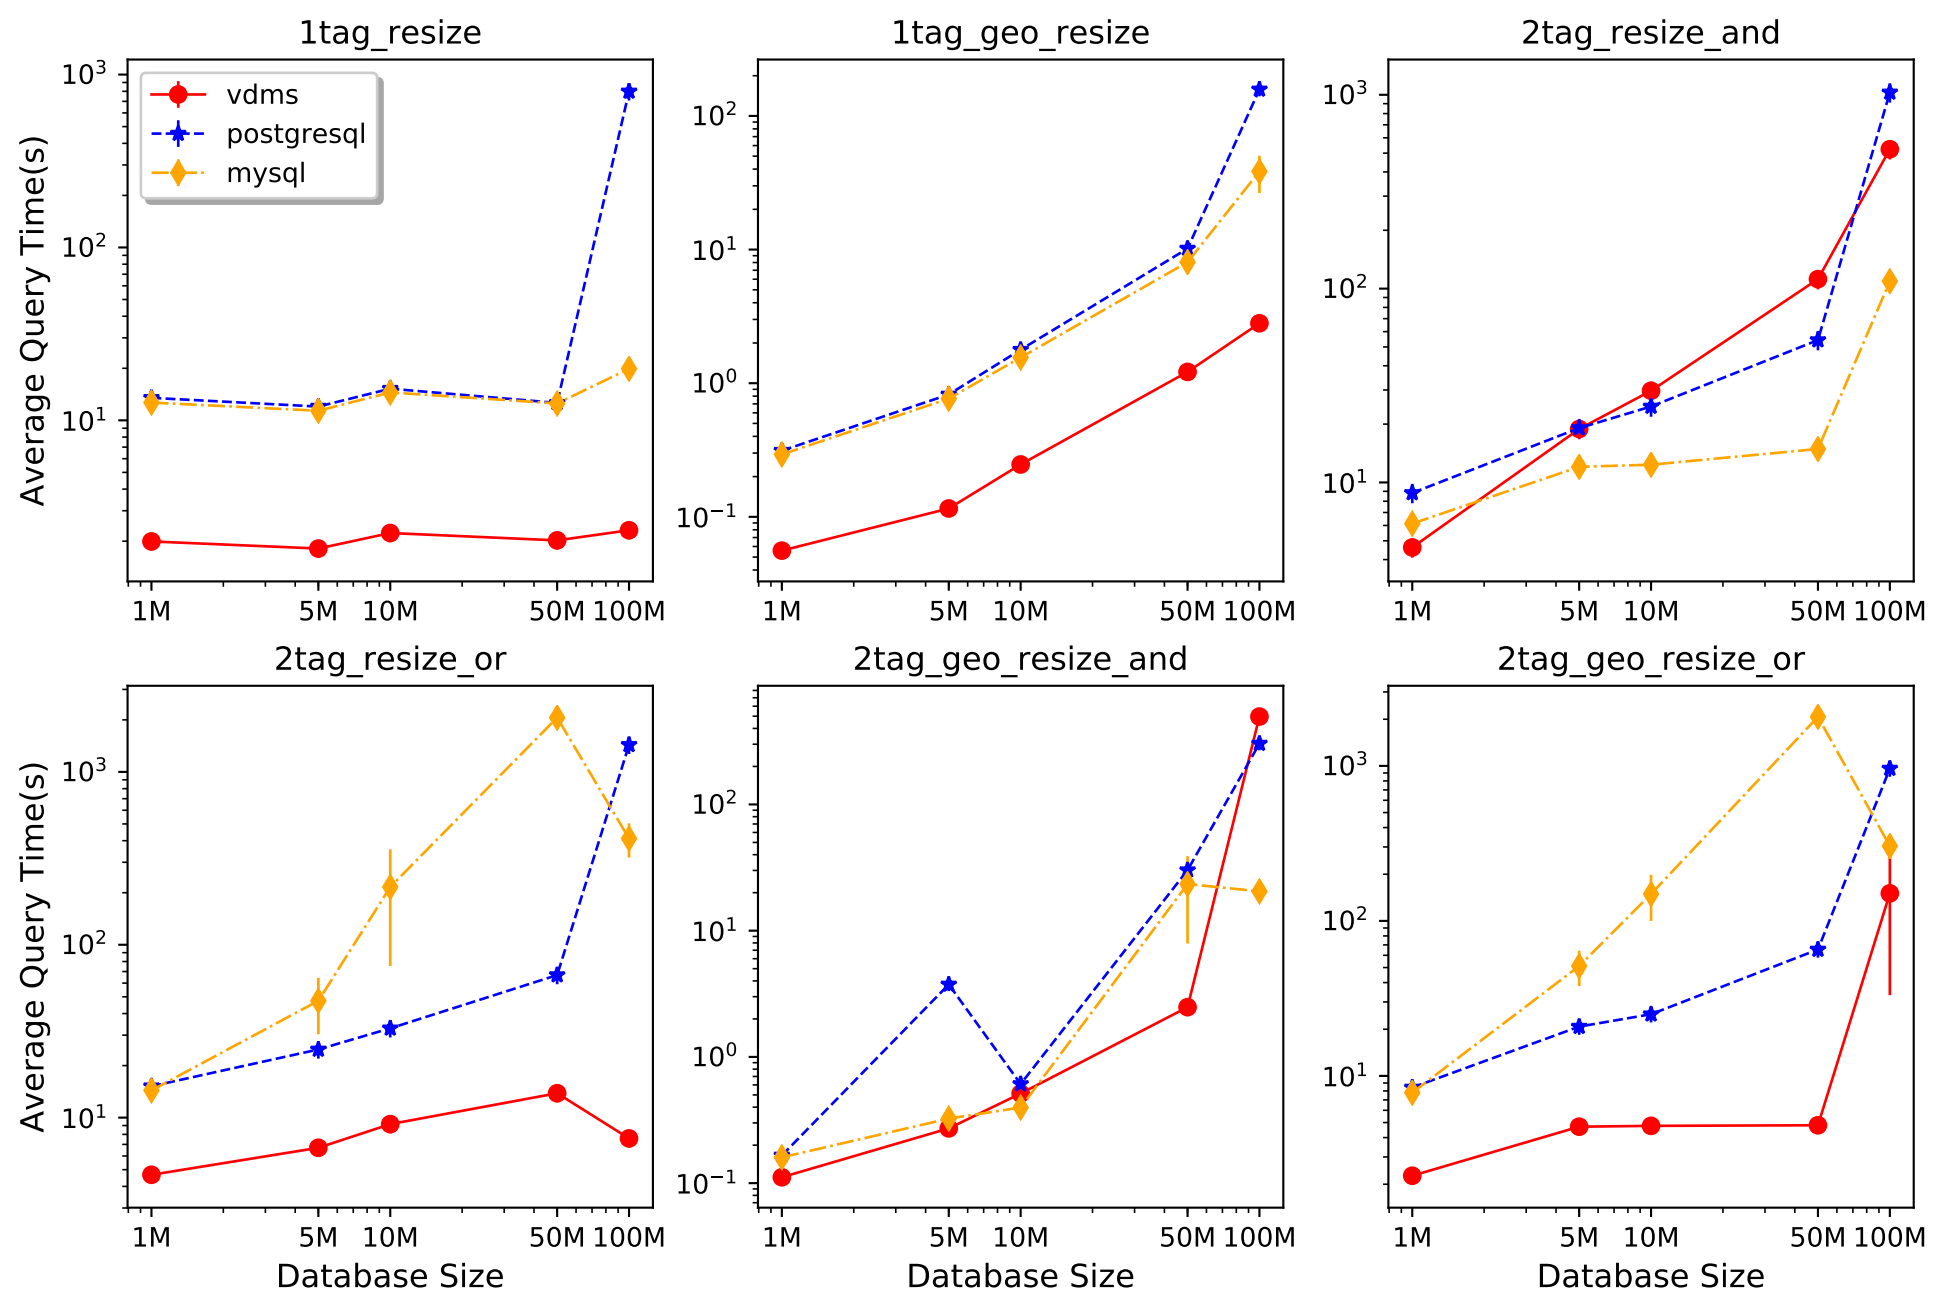 1tag_resize
1tag_geo_resize
2tag_resize_and
Average Query Time(s)
10³
10²
10¹
vdms
postgresql
mysql
1M 5M 10M 50M 100M
10²
10¹
10⁰
10⁻¹
1M 5M 10M 50M 100M
10³
10²
10¹
1M 5M 10M 50M 100M
2tag_resize_or
2tag_geo_resize_and
2tag_geo_resize_or
Average Query Time(s)
10³
10²
10¹
1M 5M 10M 50M 100M
Database Size
10²
10¹
10⁰
10⁻¹
1M 5M 10M 50M 100M
Database Size
10³
10²
10¹
1M 5M 10M 50M 100M
Database Size